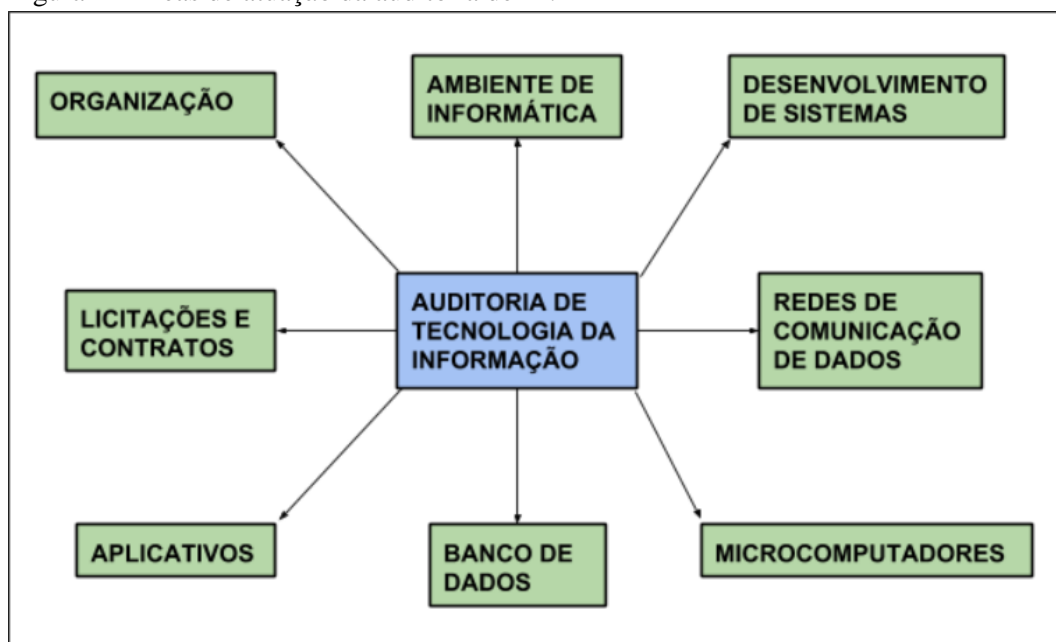 ORGANIZAÇÃO
AMBIENTE DE
INFORMÁTICA
DESENVOLVIMENTO
DE SISTEMAS
LICITAÇÕES E
CONTRATOS
AUDITORIA DE
TECNOLOGIA DA
INFORMAÇÃO
REDES DE
COMUNICAÇÃO
DE DADOS
APLICATIVOS
BANCO DE
DADOS
MICROCOMPUTADORES